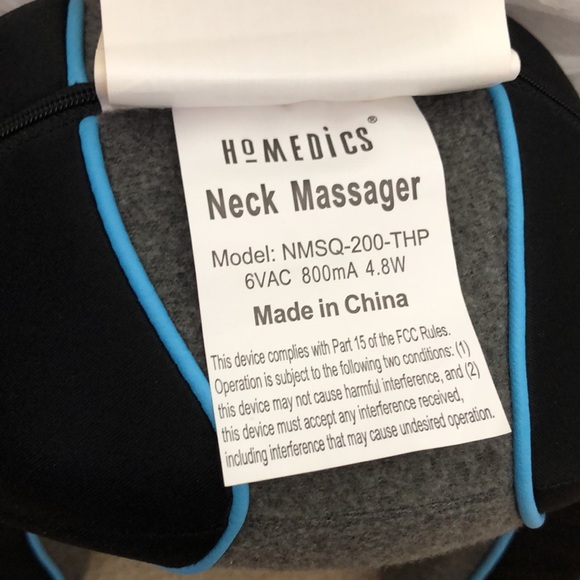 HoMEDiCS®
Neck Massager
Model: NMSQ-200-THP
6VAC 800mA 4.8W
Made in China
This device complies with Part 15 of the FCC Rules.
Operation is subject to the following two conditions: (1)
this device may not cause harmful interference, and (2)
this device must accept any interference received,
including interference that may cause undesired operation.